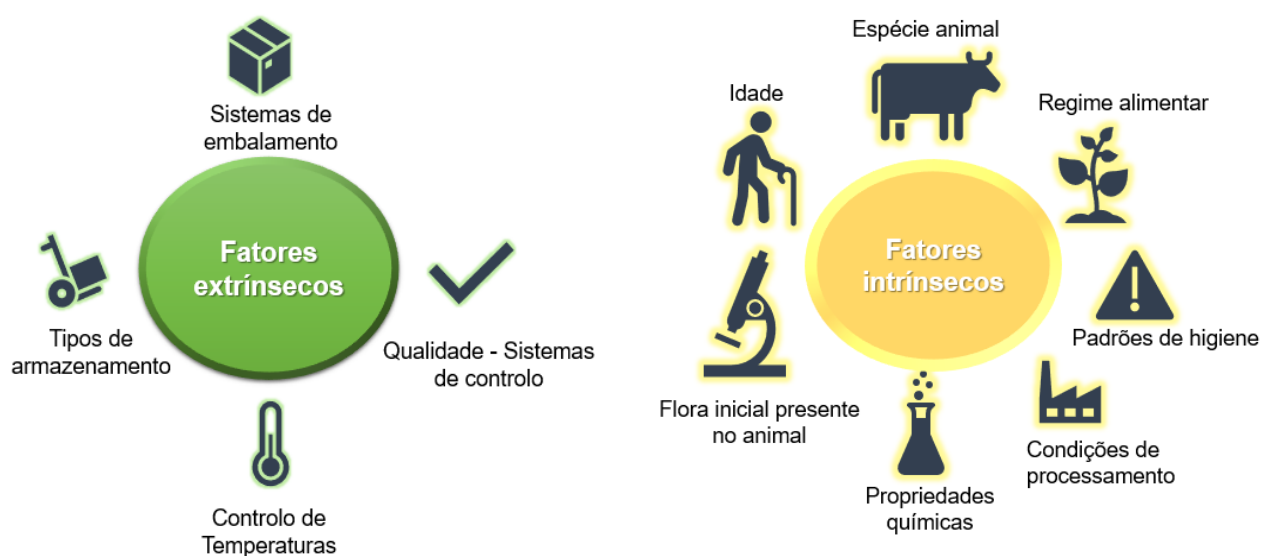 Sistemas de
embalamento
Fatores
extrínsecos
Tipos de
armazenamento
Qualidade - Sistemas
de controlo
Controlo de
Temperaturas
Espécie animal
Idade
Regime alimentar
Fatores
intrínsecos
Padrões de higiene
Flora inicial presente
no animal
Condições de
processamento
Propriedades
químicas